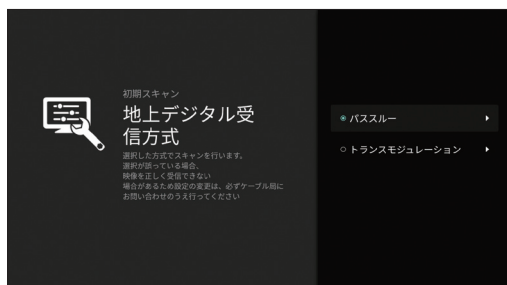 初期スキャン
地上デジタル受
信方式
選択した方式でスキャンを行います。
選択が誤っている場合、
映像を正しく受信できない
場合があるため設定の変更は、必ずケーブル局に
お問い合わせのうえ行ってください
パススルー
トランスモジュレーション